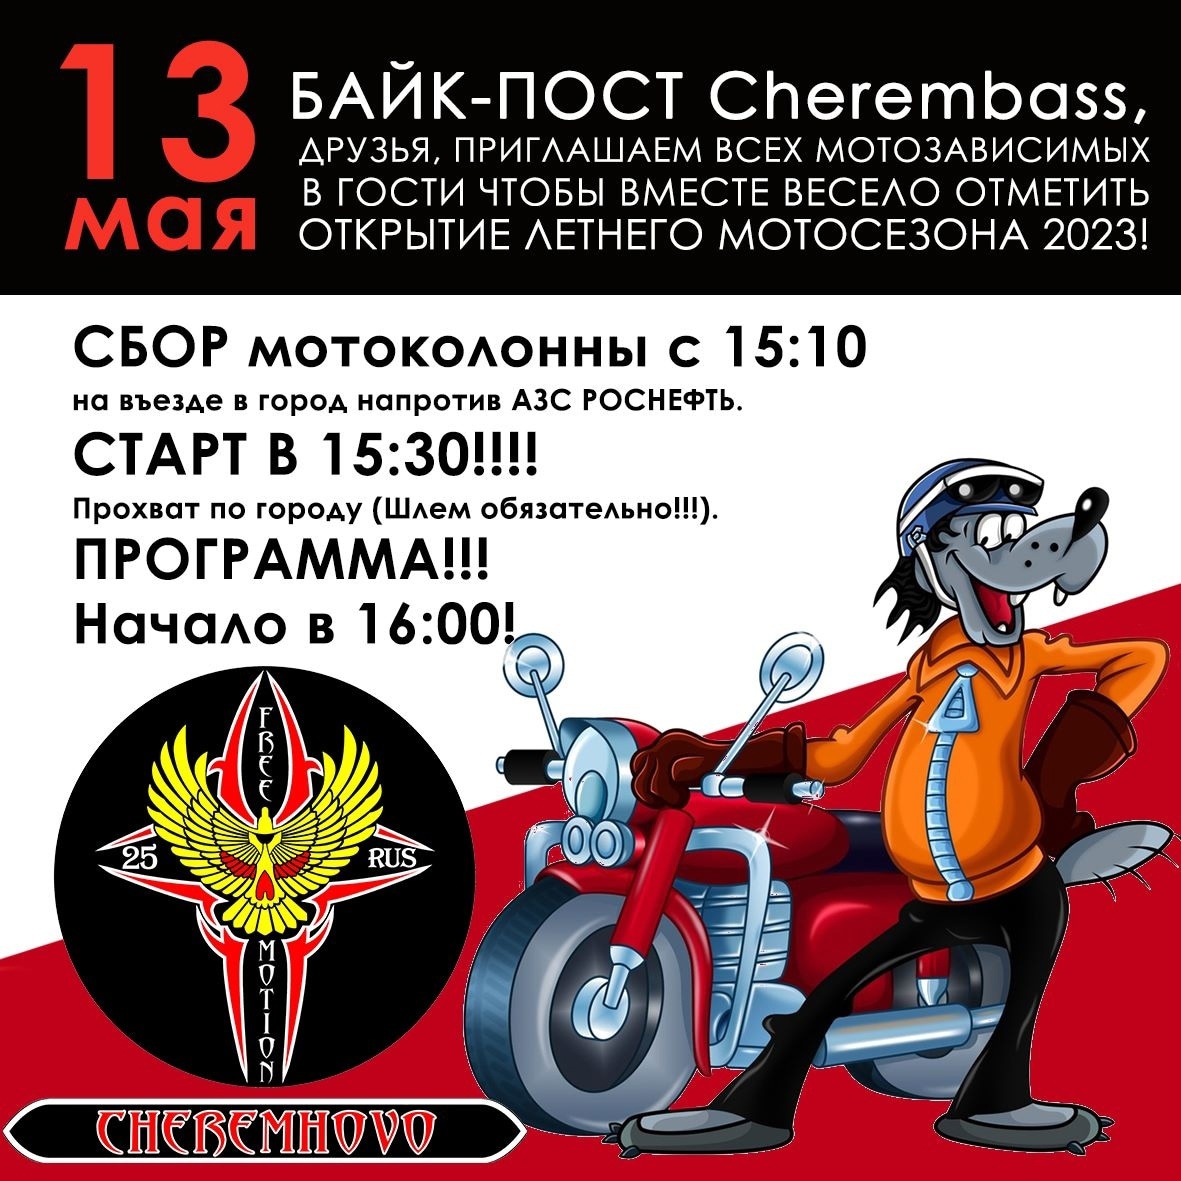 13
мая
БАЙК-ПОСТ Cherembass,
ДРУЗЬЯ, ПРИГЛАШАЕМ ВСЕХ МОТОЗАВИСИМЫХ
В ГОСТИ ЧТОБЫ ВМЕСТЕ ВЕСЕЛО ОТМЕТИТЬ
ОТКРЫТИЕ ЛЕТНЕГО МОТОСЕЗОНА 2023!
СБОР мотоколонны с 15:10
на въезде в город напротив АЗС РОСНЕФТЬ.
СТАРТ В 15:30!!!!
Прохват по городу (Шлем обязательно!!!).
ПРОГРАММА!!!
Начало в 16:00!
FREE
25 RUS
MOTION
CHEREMHOVO